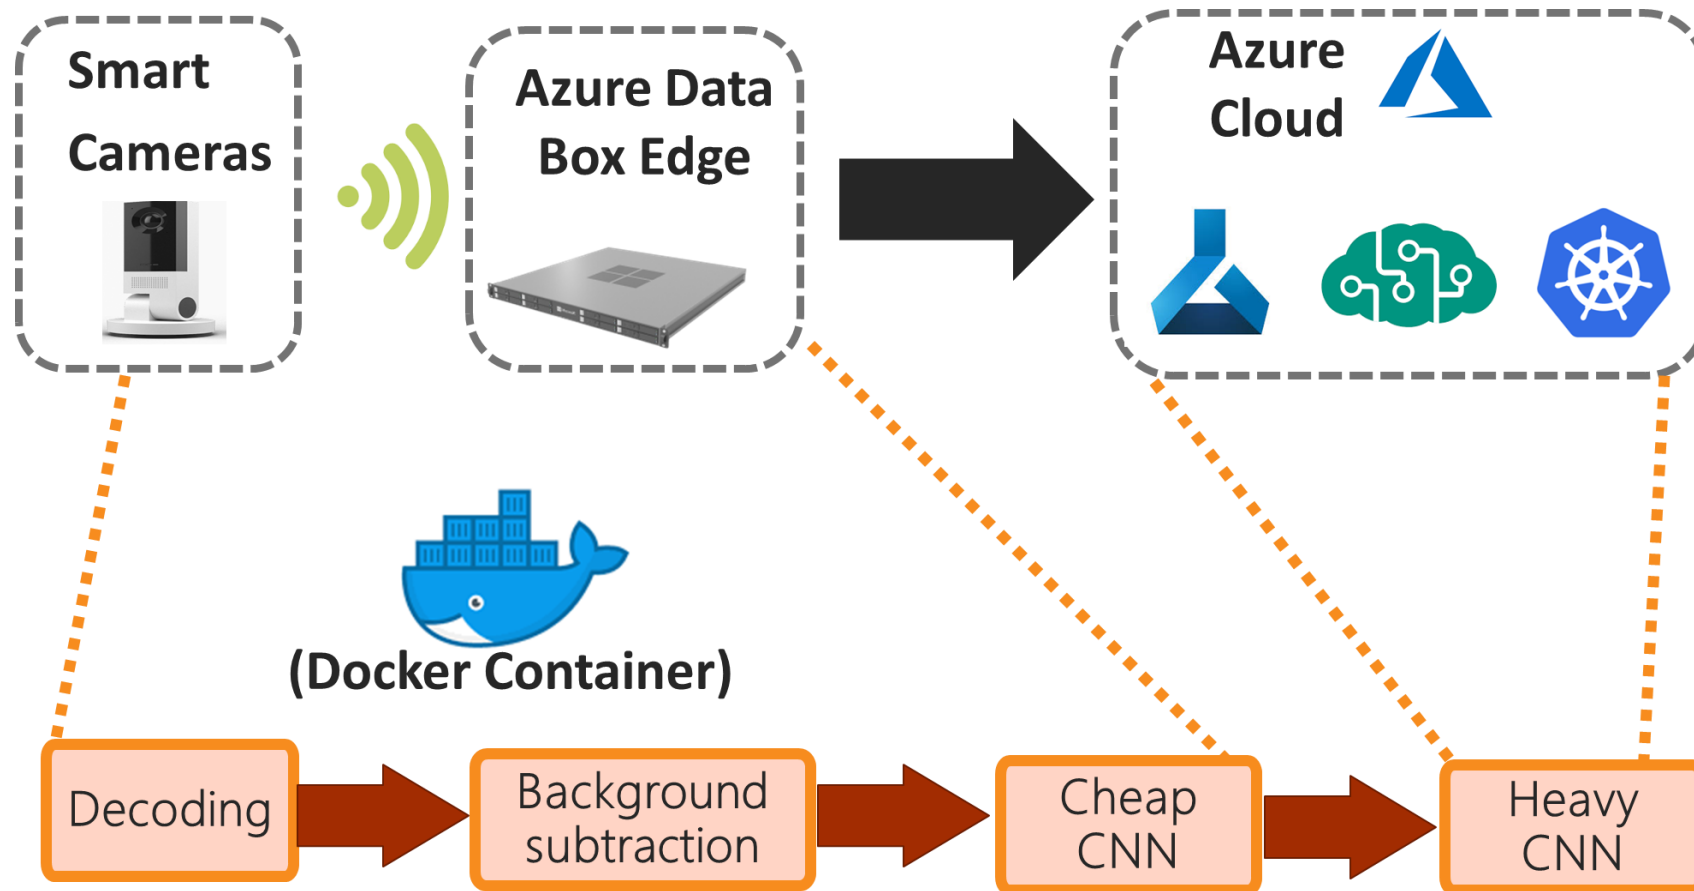 Smart
Cameras
Azure Data
Box Edge
Azure
Cloud
(Docker Container)
Decoding
Background
subtraction
Cheap
CNN
Heavy
CNN